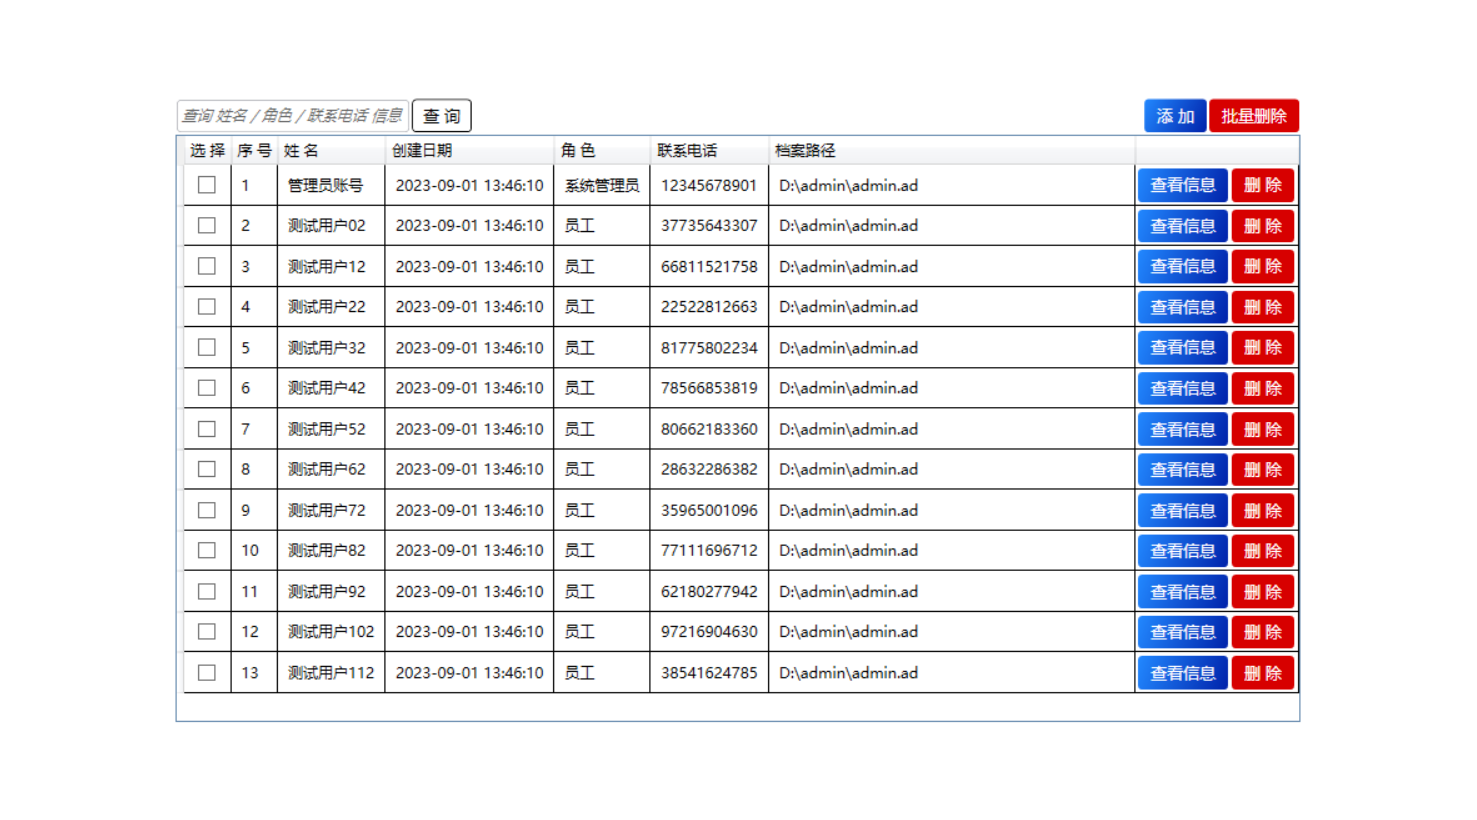 查询 姓名 / 角色 / 联系电话 信息 查 询 添 加 批量删除
选 择 序 号 姓 名 创建日期 角 色 联系电话 档案路径
1 管理员账号 2023-09-01 13:46:10 系统管理员 12345678901 D:\admin\admin.ad 查看信息 删 除
2 测试用户02 2023-09-01 13:46:10 员工 37735643307 D:\admin\admin.ad 查看信息 删 除
3 测试用户12 2023-09-01 13:46:10 员工 66811521758 D:\admin\admin.ad 查看信息 删 除
4 测试用户22 2023-09-01 13:46:10 员工 22522812663 D:\admin\admin.ad 查看信息 删 除
5 测试用户32 2023-09-01 13:46:10 员工 81775802234 D:\admin\admin.ad 查看信息 删 除
6 测试用户42 2023-09-01 13:46:10 员工 78566853819 D:\admin\admin.ad 查看信息 删 除
7 测试用户52 2023-09-01 13:46:10 员工 80662183360 D:\admin\admin.ad 查看信息 删 除
8 测试用户62 2023-09-01 13:46:10 员工 28632286382 D:\admin\admin.ad 查看信息 删 除
9 测试用户72 2023-09-01 13:46:10 员工 35965001096 D:\admin\admin.ad 查看信息 删 除
10 测试用户82 2023-09-01 13:46:10 员工 77111696712 D:\admin\admin.ad 查看信息 删 除
11 测试用户92 2023-09-01 13:46:10 员工 62180277942 D:\admin\admin.ad 查看信息 删 除
12 测试用户102 2023-09-01 13:46:10 员工 97216904630 D:\admin\admin.ad 查看信息 删 除
13 测试用户112 2023-09-01 13:46:10 员工 38541624785 D:\admin\admin.ad 查看信息 删 除